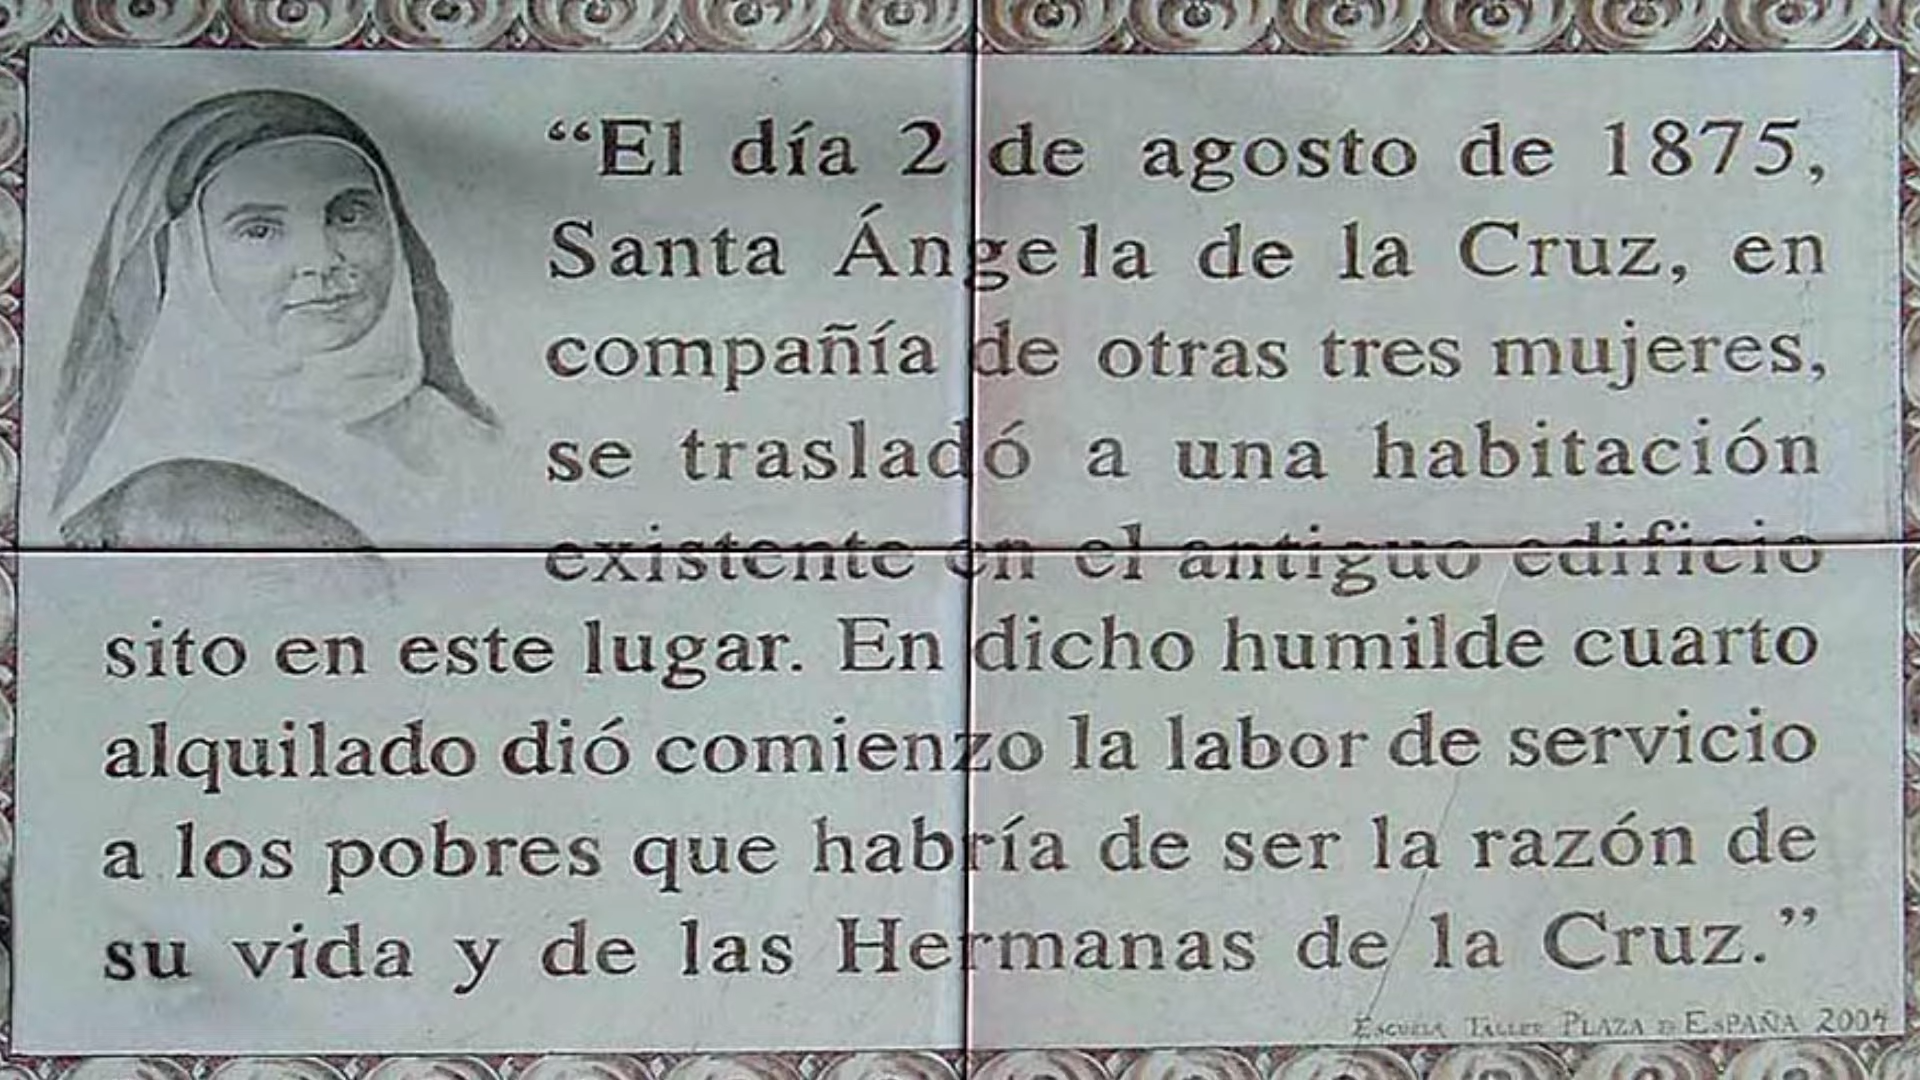 “El día 2 de agosto de 1875,
Santa Ángela de la Cruz, en
compañía de otras tres mujeres,
se trasladó a una habitación
existente en el antiguo edificio
sito en este lugar. En dicho humilde cuarto
alquilado dió comienzo la labor de servicio
a los pobres que habría de ser la razón de
su vida y de las Hermanas de la Cruz.”
ESCUELA TALLER PLAZA D ESPAÑA 2004